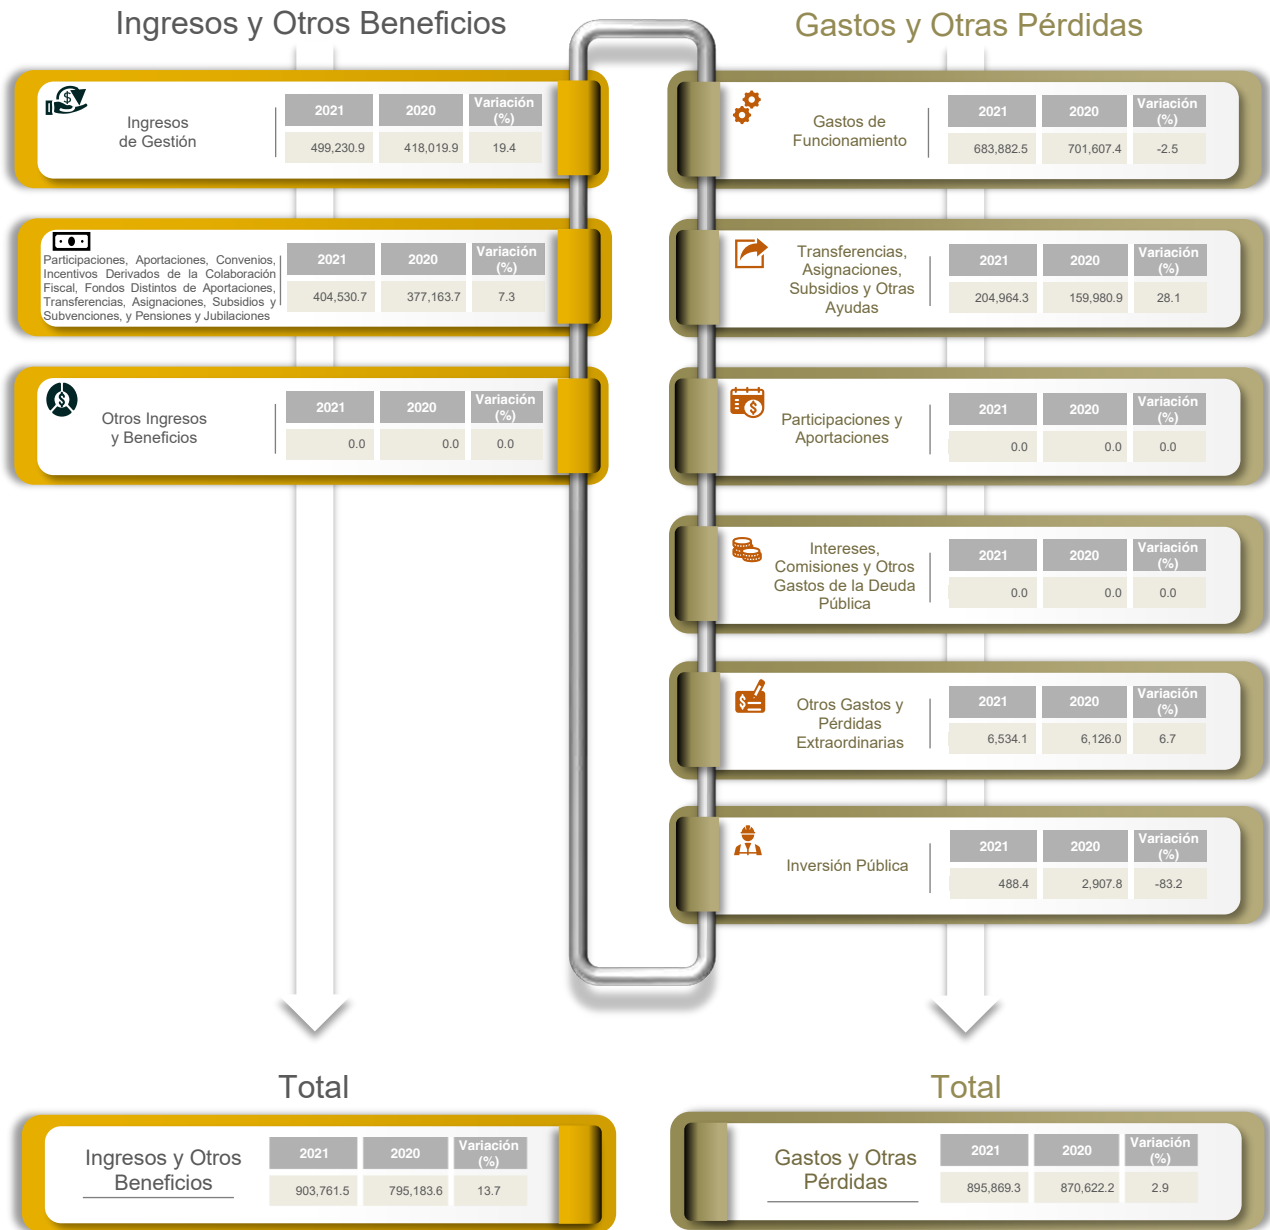 Ingresos y Otros Beneficios
Ingresos
de Gestión
2021 2020 Variación (%)
499,230.9 418,019.9 19.4
Participaciones, Aportaciones, Convenios,
Incentivos Derivados de la Colaboración
Fiscal, Fondos Distintos de Aportaciones,
Transferencias, Asignaciones, Subsidios y
Subvenciones, y Pensiones y Jubilaciones
2021 2020 Variación (%)
404,530.7 377,163.7 7.3
Otros Ingresos
y Beneficios
2021 2020 Variación (%)
0.0 0.0 0.0
Total
Ingresos y Otros
Beneficios
2021 2020 Variación (%)
903,761.5 795,183.6 13.7
Gastos y Otras Pérdidas
Gastos de
Funcionamiento
2021 2020 Variación (%)
683,882.5 701,607.4 -2.5
Transferencias,
Asignaciones,
Subsidios y Otras
Ayudas
2021 2020 Variación (%)
204,964.3 159,980.9 28.1
Participaciones y
Aportaciones
2021 2020 Variación (%)
0.0 0.0 0.0
Intereses,
Comisiones y Otros
Gastos de la Deuda
Pública
2021 2020 Variación (%)
0.0 0.0 0.0
Otros Gastos y
Pérdidas
Extraordinarias
2021 2020 Variación (%)
6,534.1 6,126.0 6.7
Inversión Pública
2021 2020 Variación (%)
488.4 2,907.8 -83.2
Total
Gastos y Otras
Pérdidas
2021 2020 Variación (%)
895,869.3 870,622.2 2.9